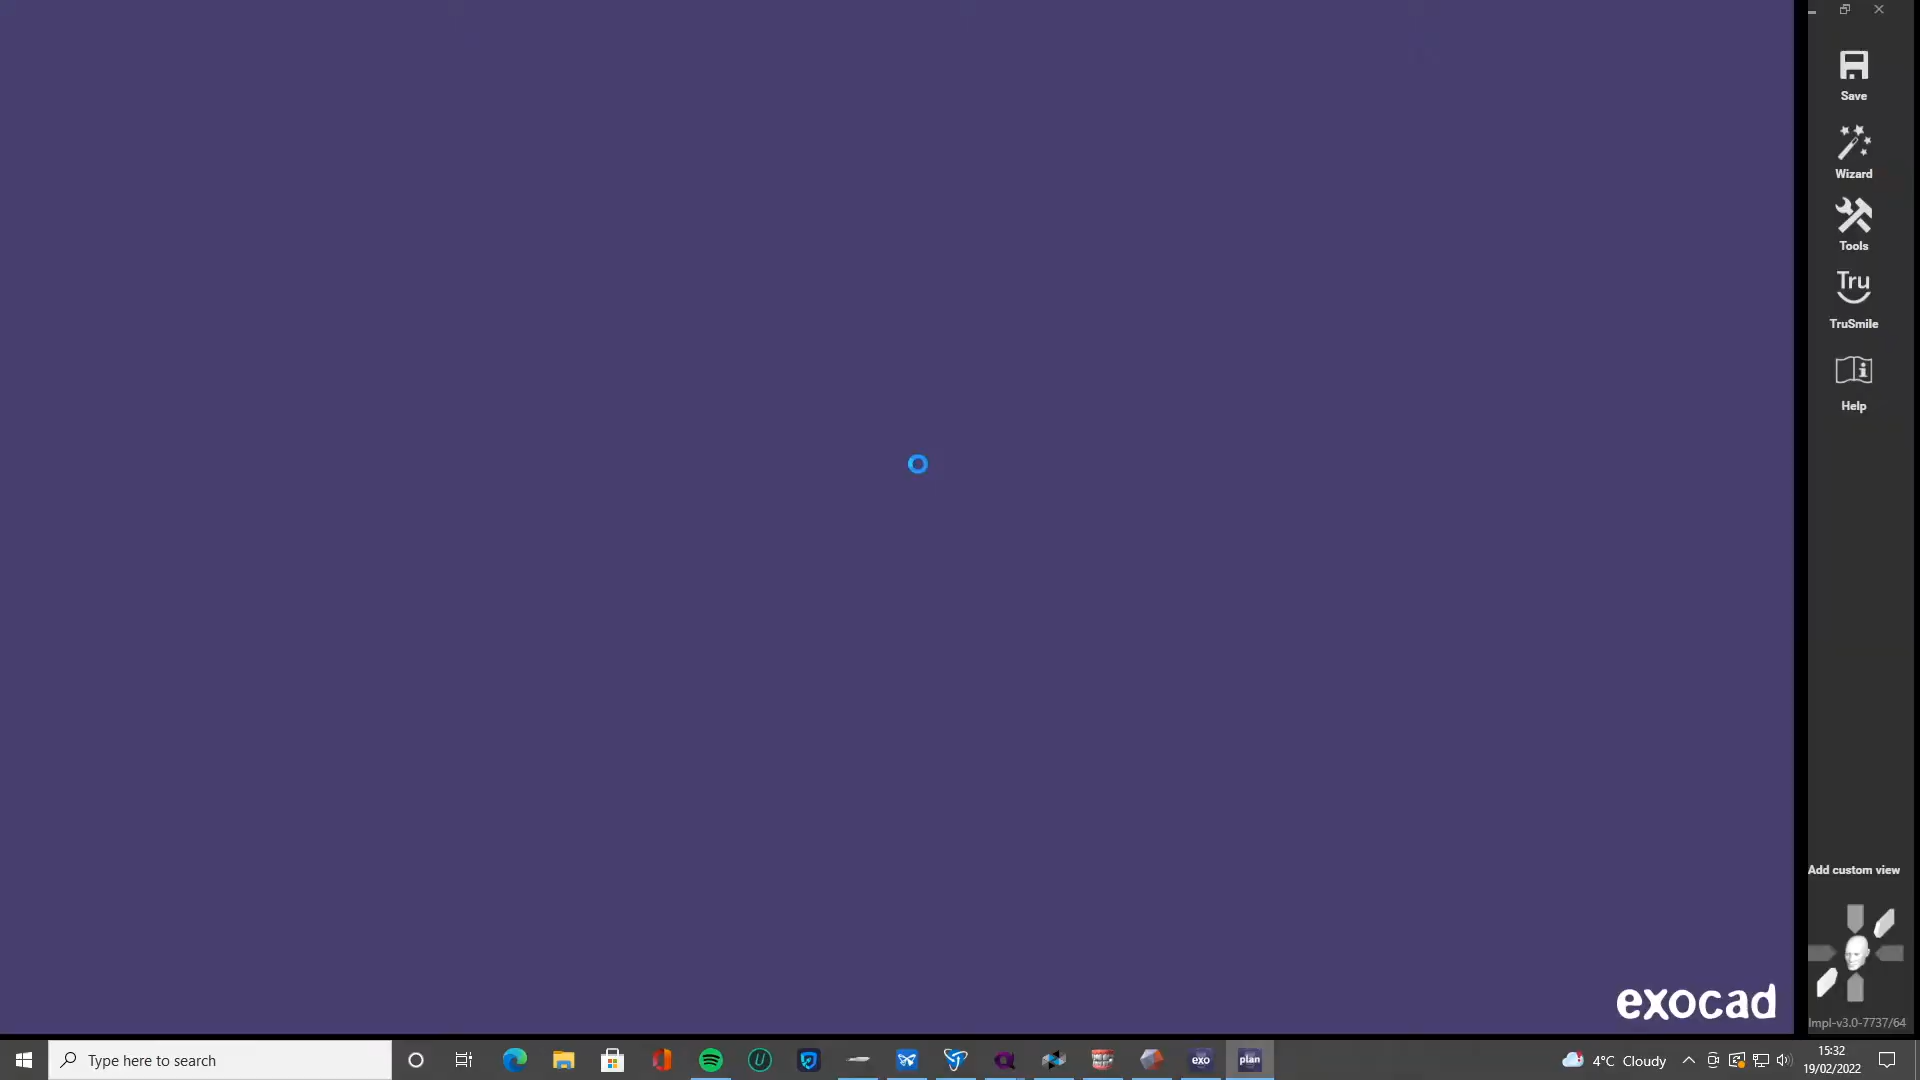 Save
Wizard
Tools
Tru
TruSmile
Help
Add custom view
exocad
Impl-v3.0-7737/64
Type here to search
exo
plan
4°C Cloudy
15:32
19/02/2022